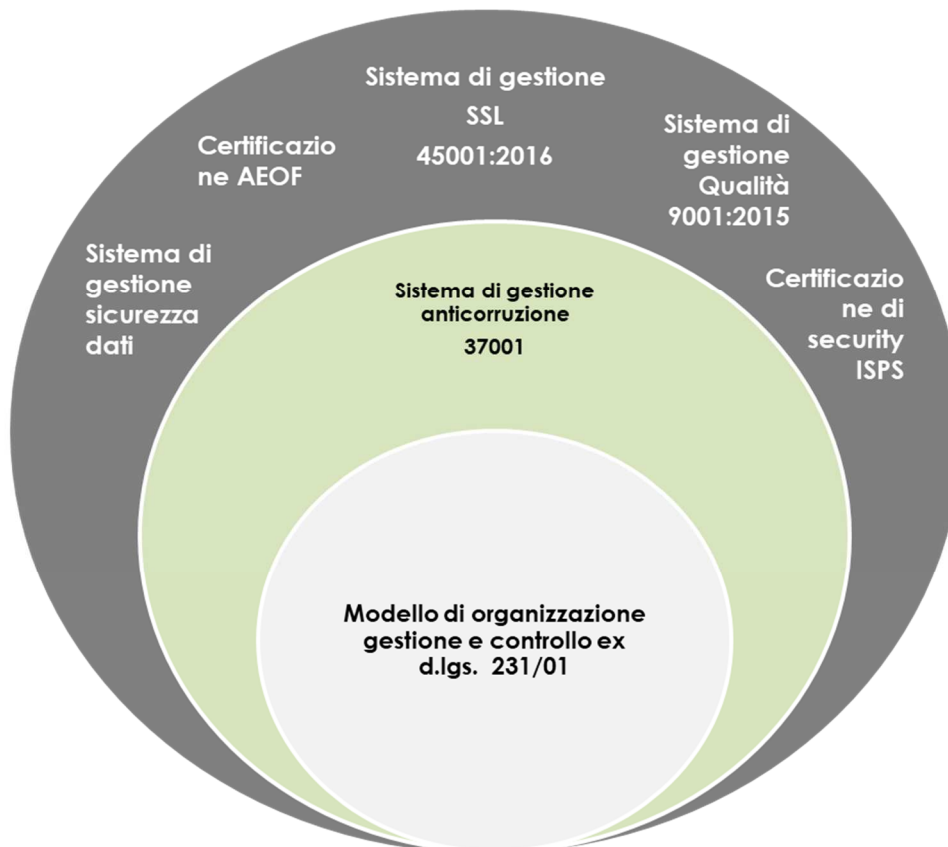 Sistema di gestione
SSL
45001:2016
Certificazio
ne AEOF
Sistema di
gestione
Qualità
9001:2015
Sistema di
gestione
sicurezza
dati
Certificazio
ne di
security
ISPS
Sistema di gestione
anticorruzione
37001
Modello di organizzazione
gestione e controllo ex
d.lgs. 231/01